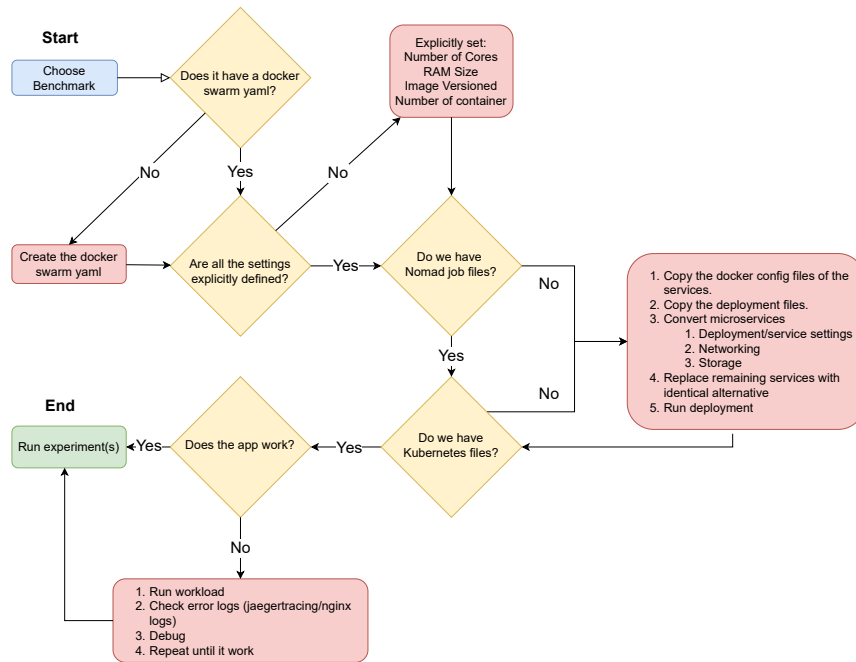 Start
Choose
Benchmark
Does it have a docker
swarm yaml?
Explicitly set:
Number of Cores
RAM Size
Image Versioned
Number of container
No
Yes
No
Create the docker
swarm yaml
Are all the settings
explicitly defined?
Yes
Do we have
Nomad job files?
No
1. Copy the docker config files of the
services.
2. Copy the deployment files.
3. Convert microservices
1. Deployment/service settings
2. Networking
3. Storage
4. Replace remaining services with
identical alternative
5. Run deployment
Yes
No
End
Run experiment(s)
Yes
Does the app work?
Yes
Do we have
Kubernetes files?
No
1. Run workload
2. Check error logs (jaegertracing/nginx
logs)
3. Debug
4. Repeat until it work